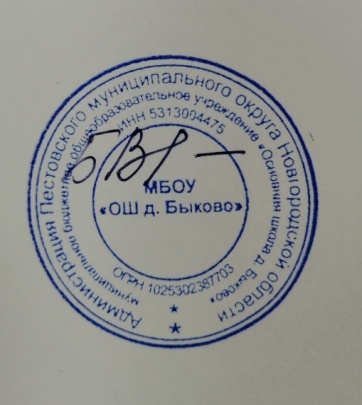 Администрация Пестовского муниципального округа Новгородской области
муниципальное бюджетное общеобразовательное учреждение «Основная школа д. Быково»
ИНН 5313004475
МБОУ
«ОШ д. Быково»
ОГРН 1025302387703